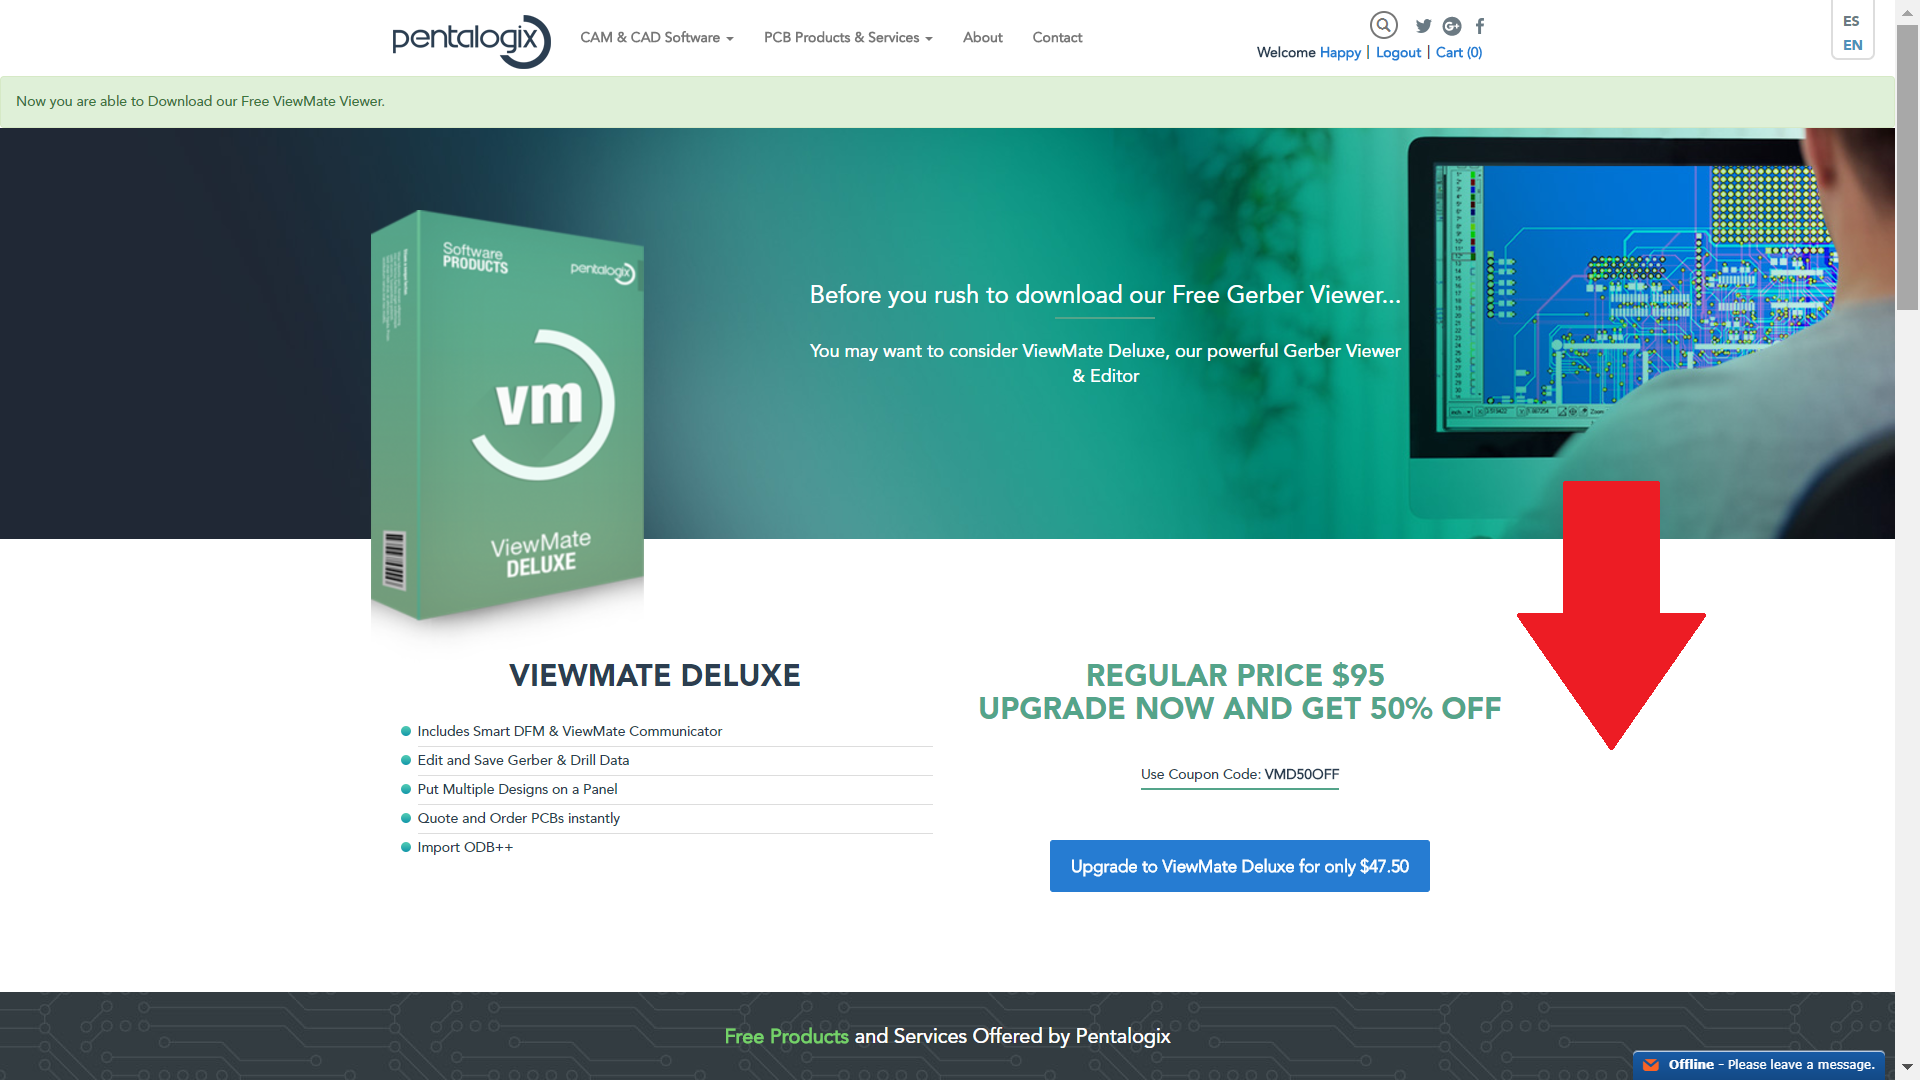 pentalogix
CAM & CAD Software
PCB Products & Services
About
Contact
Welcome Happy | Logout | Cart (0)
ES
EN
Now you are able to Download our Free ViewMate Viewer.
Software
PRODUCTS
pentalogix
vm
ViewMate
DELUXE
Before you rush to download our Free Gerber Viewer...
You may want to consider ViewMate Deluxe, our powerful Gerber Viewer
& Editor
VIEWMATE DELUXE
Includes Smart DFM & ViewMate Communicator
Edit and Save Gerber & Drill Data
Put Multiple Designs on a Panel
Quote and Order PCBs instantly
Import ODB++
REGULAR PRICE $95
UPGRADE NOW AND GET 50% OFF
Use Coupon Code: VMD50OFF
Upgrade to ViewMate Deluxe for only $47.50
Free Products and Services Offered by Pentalogix
Offline - Please leave a message.